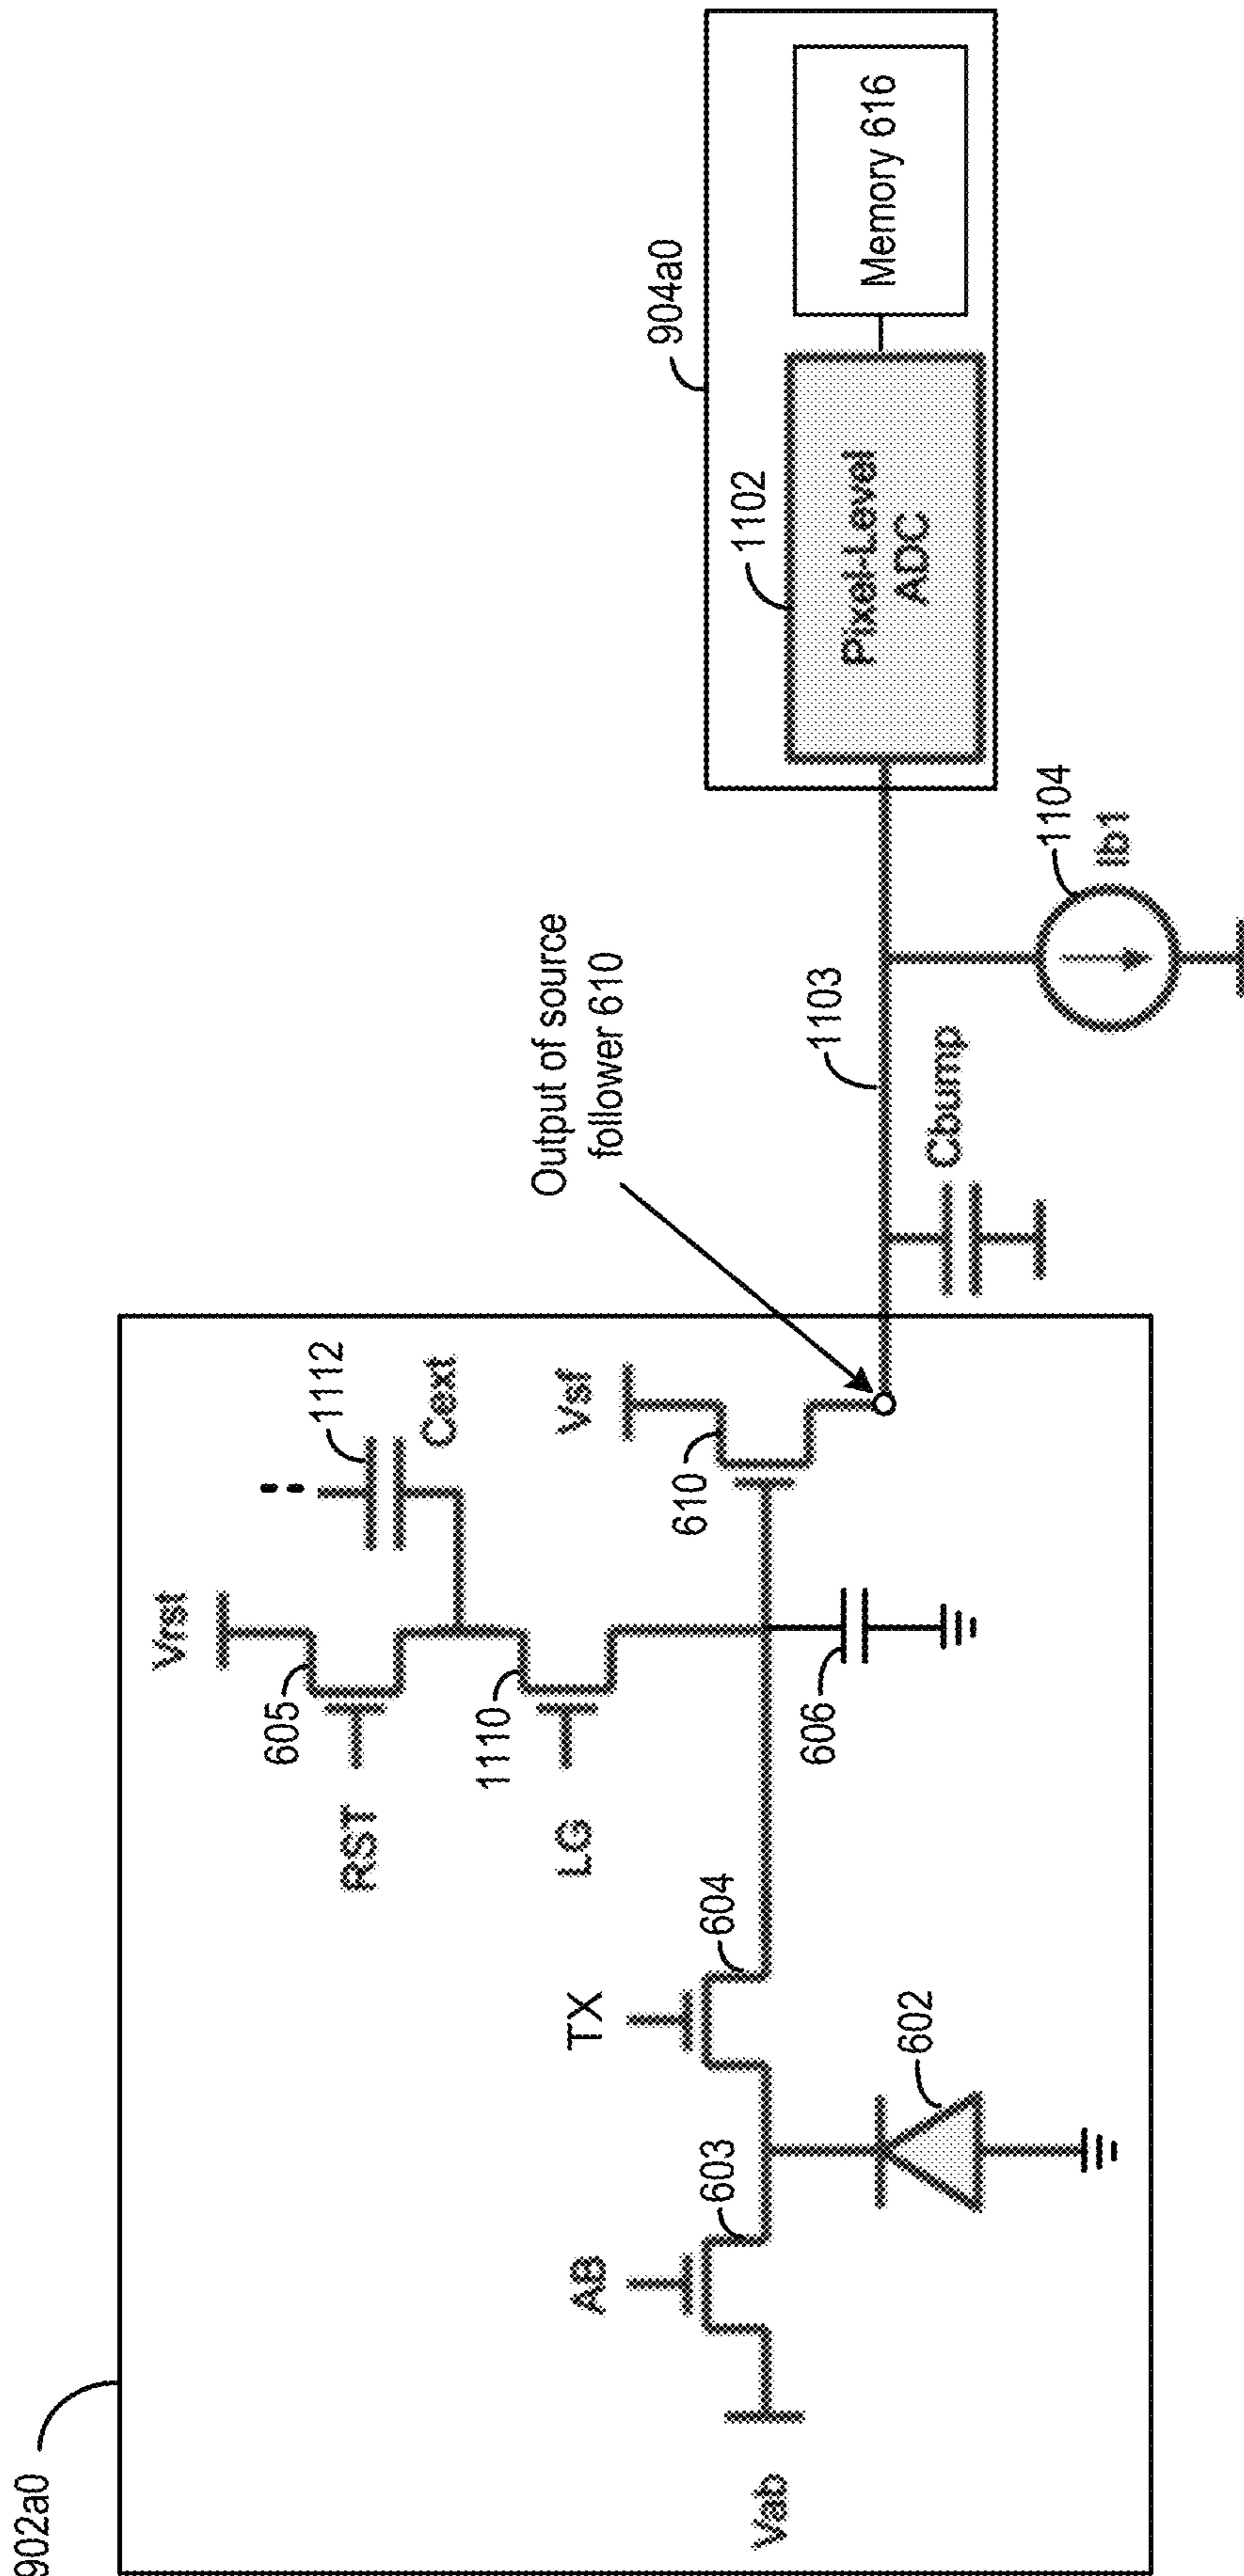 902a0
Vrst
605
RST
1112
Cext
1110
LG
Vsf
610
Output of source
follower 610
AB
603
TX
604
Vab
602
606
1103
Cbump
1104
Ib1
904a0
1102
Pixel-Level
ADC
Memory 616